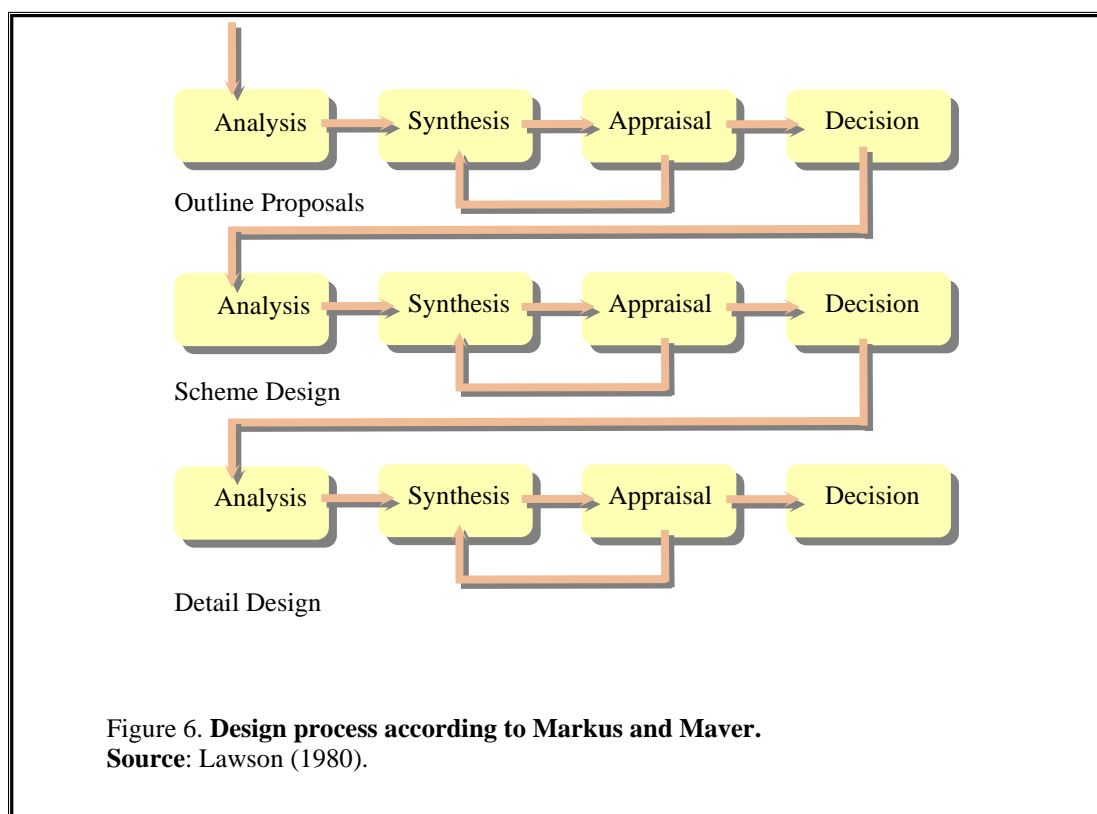 Analysis Synthesis Appraisal Decision
Outline Proposals
Analysis Synthesis Appraisal Decision
Scheme Design
Analysis Synthesis Appraisal Decision
Detail Design
Figure 6. Design process according to Markus and Maver.
Source: Lawson (1980).